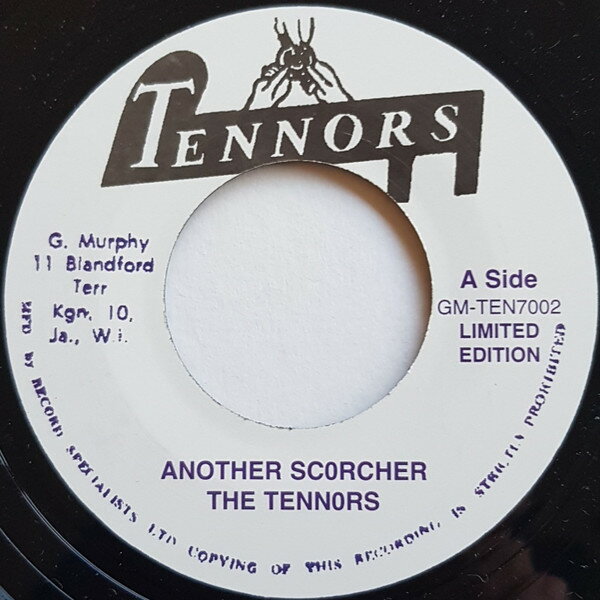 TENNORS
G. Murphy
11 Blandford
Terr
Kgn. 10,
Ja., W.i.
A Side
GM-TEN7002
LIMITED
EDITION
ANOTHER SC0RCHER
THE TENN0RS
MF'D BY RECORD SPECIALISTS LTD COPYING OF THIS RECORDING IS STRICTLY PROHIBITED